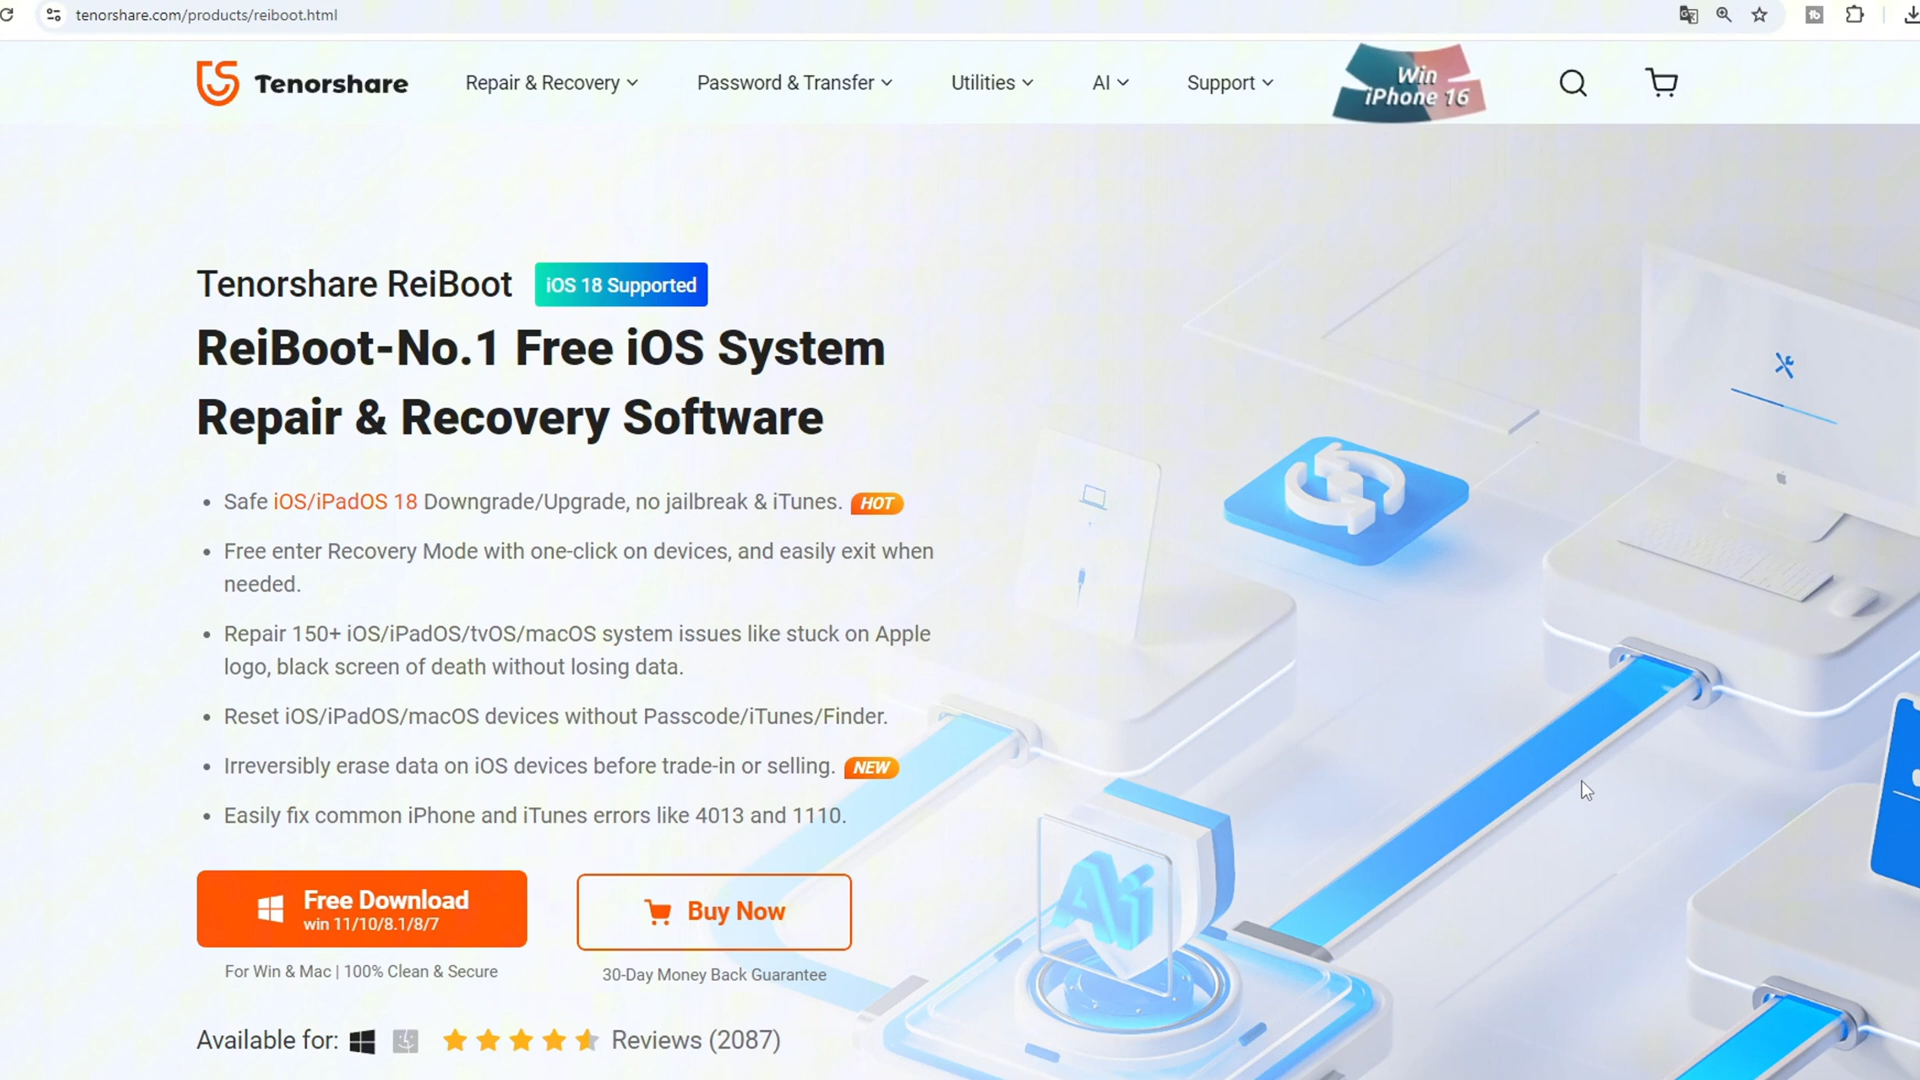 tenorshare.com/products/reiboot.html
Tenorshare
Repair & Recovery
Password & Transfer
Utilities
AI
Support
Win
iPhone 16
Tenorshare ReiBoot
iOS 18 Supported
ReiBoot-No.1 Free iOS System
Repair & Recovery Software
Safe iOS/iPadOS 18 Downgrade/Upgrade, no jailbreak & iTunes. HOT
Free enter Recovery Mode with one-click on devices, and easily exit when
needed.
Repair 150+ iOS/iPadOS/tvOS/macOS system issues like stuck on Apple
logo, black screen of death without losing data.
Reset iOS/iPadOS/macOS devices without Passcode/iTunes/Finder.
Irreversibly erase data on iOS devices before trade-in or selling. NEW
Easily fix common iPhone and iTunes errors like 4013 and 1110.
Free Download
win 11/10/8.1/8/7
Buy Now
For Win & Mac | 100% Clean & Secure
30-Day Money Back Guarantee
Available for:
Reviews (2087)
Ai